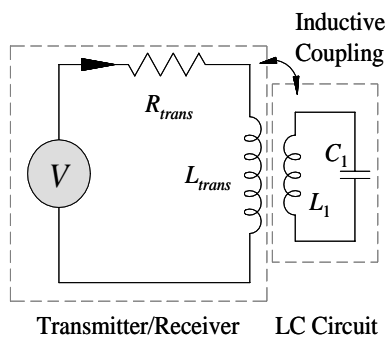 Inductive
Coupling
R_trans
V
L_trans
C_1
L_1
Transmitter/Receiver LC Circuit